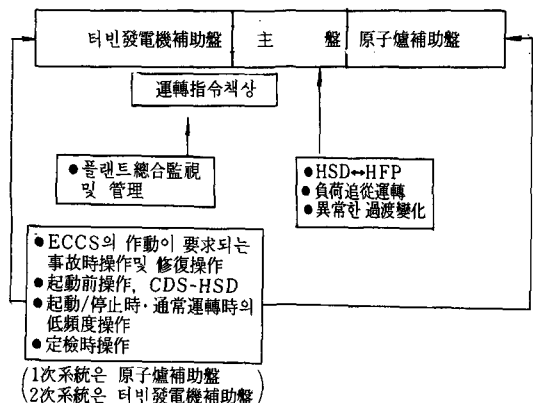 터빈發電機補助盤 主 盤 原子爐補助盤
運轉指令책상
●플랜트總合監視
및 管理
●HSD↔HFP
●負荷追從運轉
●異常한 過渡變化
●ECCS의 作動이 要求되는
事故時操作및 修復操作
●起動前操作, CDS~HSD
●起動/停止時·通常運轉時의
低頻度操作
●定檢時操作
(1次系統은 原子爐補助盤
2次系統은 터빈發電機補助盤)